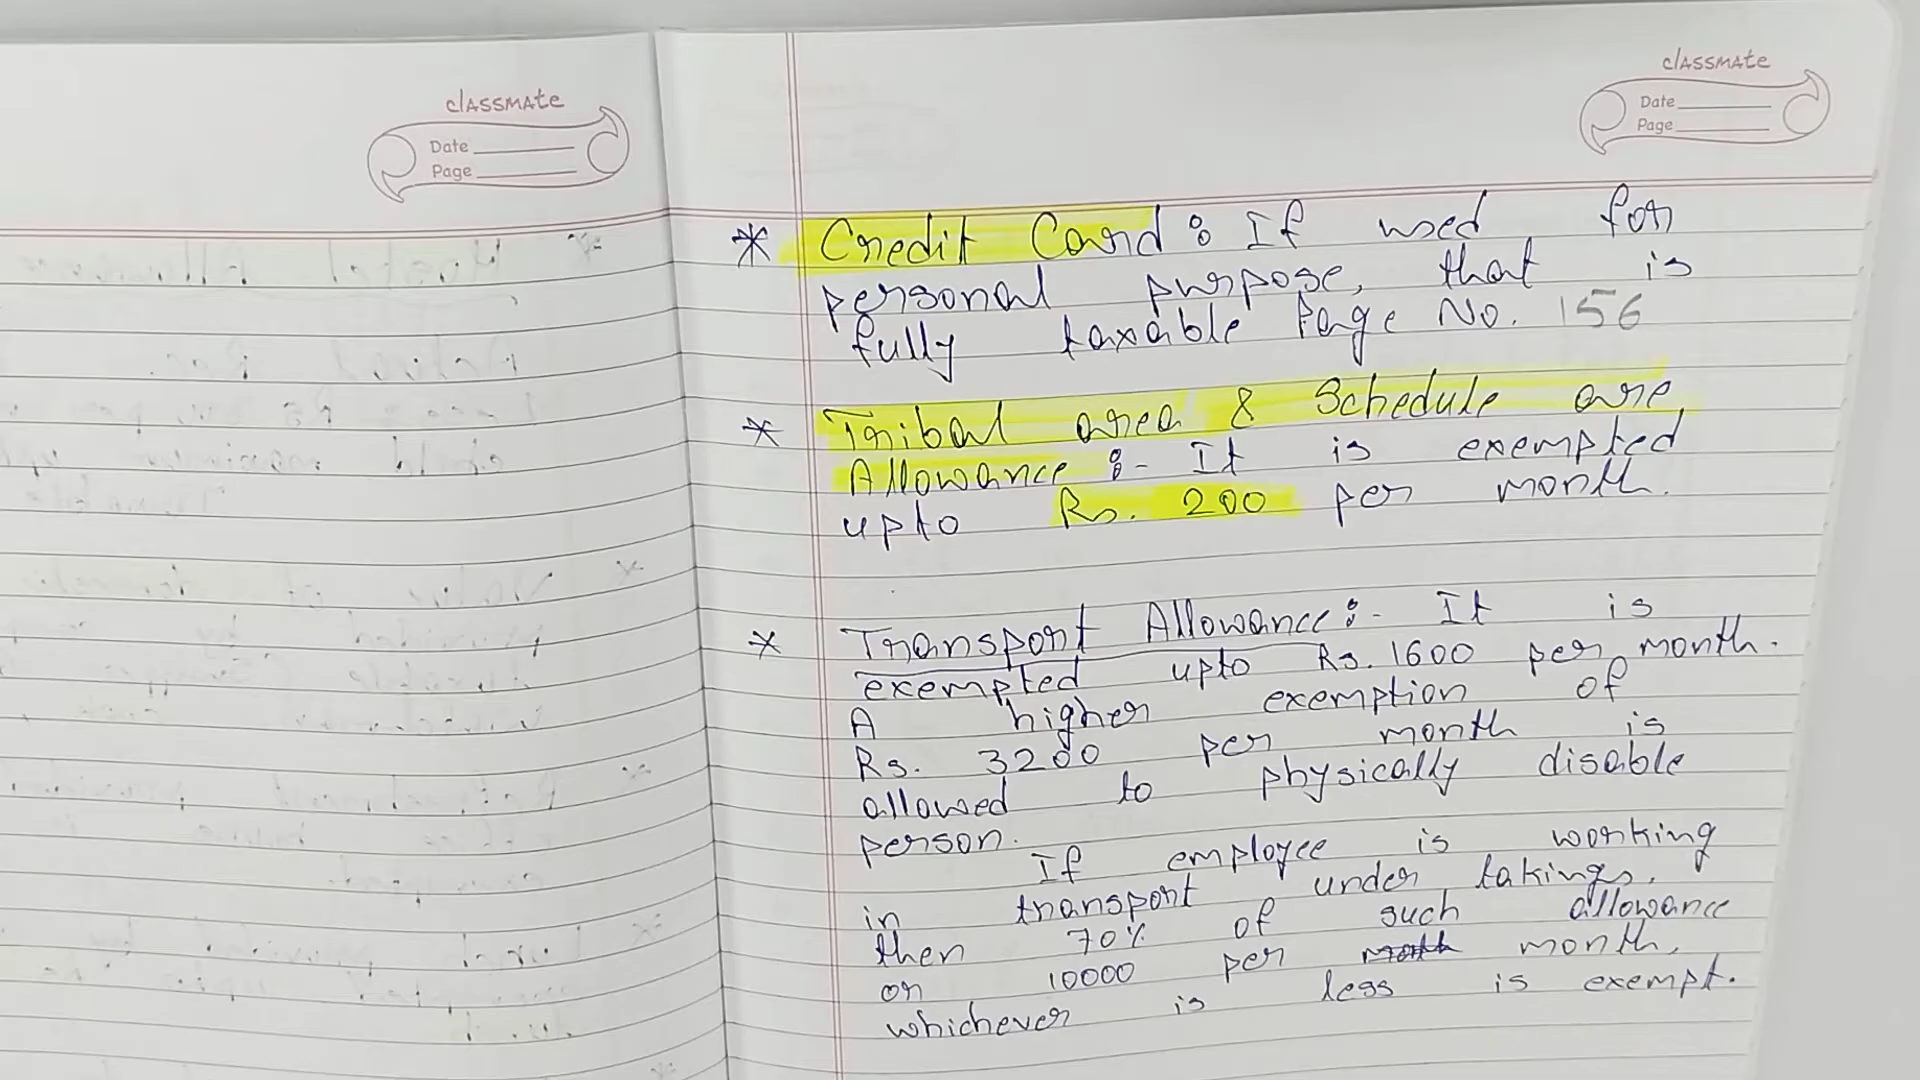 classmate
Date
Page
classmate
Date
Page
* Credit Card : If used for
personal purpose, that is
fully taxable Page No. 156
* Tribal area & Schedule are
Allowance :- It is exempted
upto Rs. 200 per month.
* Transport Allowance :- It is
exempted upto Rs. 1600 per month.
A higher exemption of
Rs. 3200 per month is
allowed to physically disable
person.
If employee is working
in transport under takings,
then 70% of such allowance
or 10000 per month month,
whichever is less is exempt.